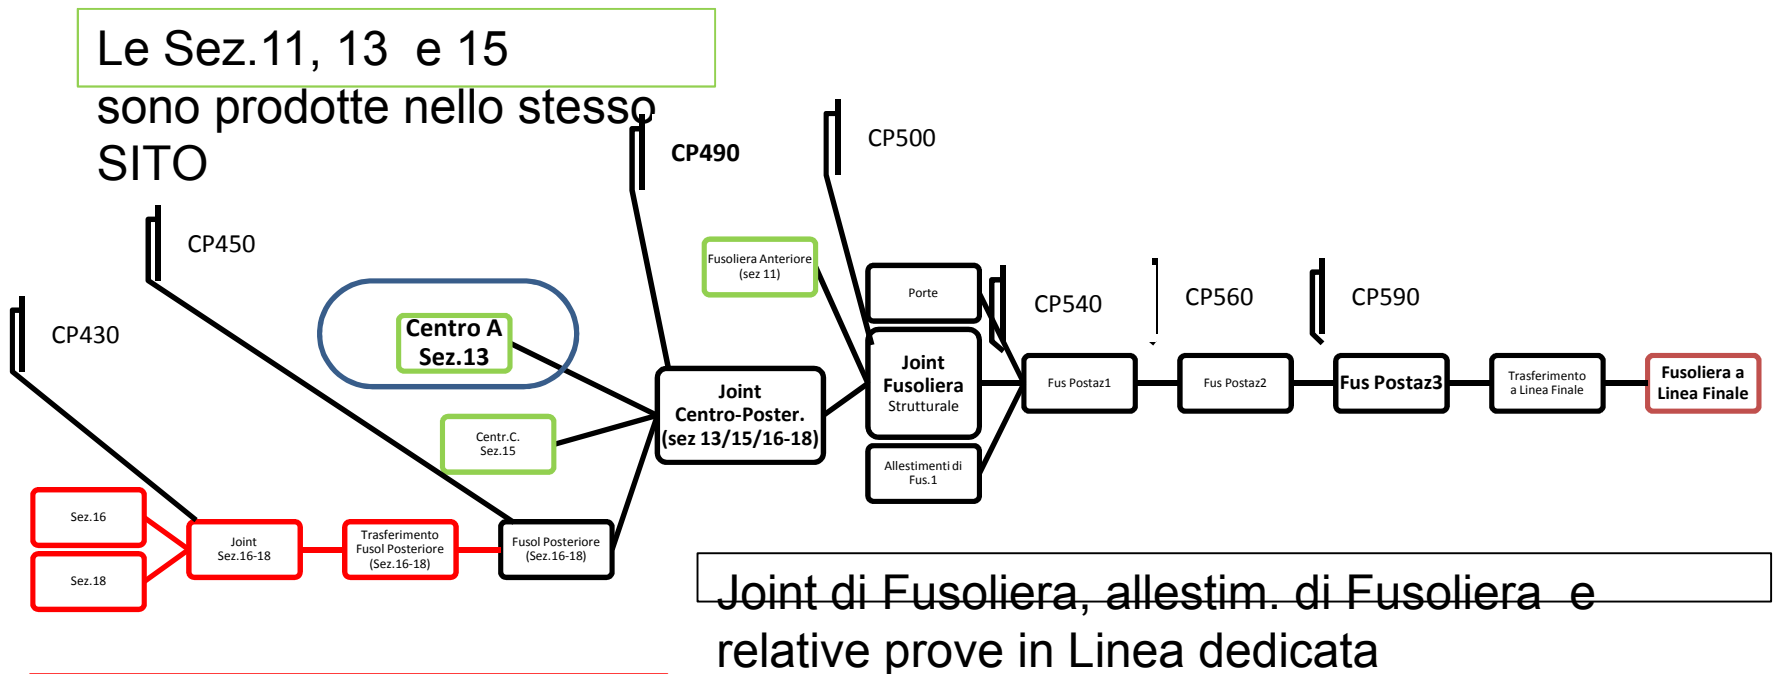 Le Sez.11, 13 e 15
sono prodotte nello stesso
SITO
CP490
CP500
CP450
CP430
Fusoliera Anteriore
(sez 11)
Porte
CP540
CP560
CP590
Centro A
Sez.13
Centr.C.
Sez.15
Joint
Centro-Poster.
(sez 13/15/16-18)
Joint
Fusoliera
Strutturale
Allestimenti di
Fus.1
Fus Postaz1
Fus Postaz2
Fus Postaz3
Trasferimento
a Linea Finale
Fusoliera a
Linea Finale
Sez.16
Sez.18
Joint
Sez.16-18
Trasferimento
Fusol Posteriore
(Sez.16-18)
Fusol Posteriore
(Sez.16-18)
Joint di Fusoliera, allestim. di Fusoliera e
relative prove in Linea dedicata